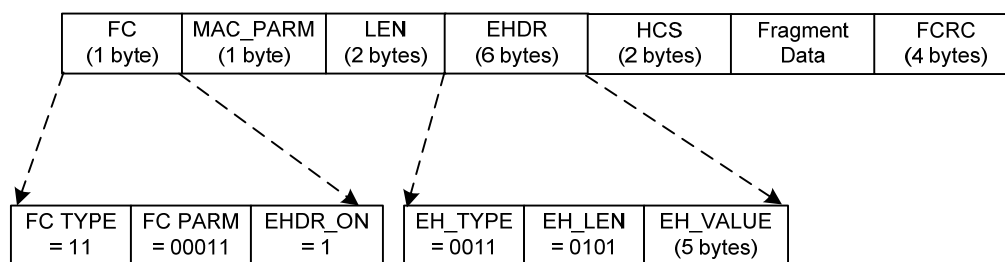 FC MAC_PARM LEN EHDR HCS Fragment FCRC
(1 byte) (1 byte) (2 bytes) (6 bytes) (2 bytes) Data (4 bytes)
FC TYPE FC PARM EHDR_ON EH_TYPE EH_LEN EH_VALUE
= 11 = 00011 = 1 = 0011 = 0101 (5 bytes)